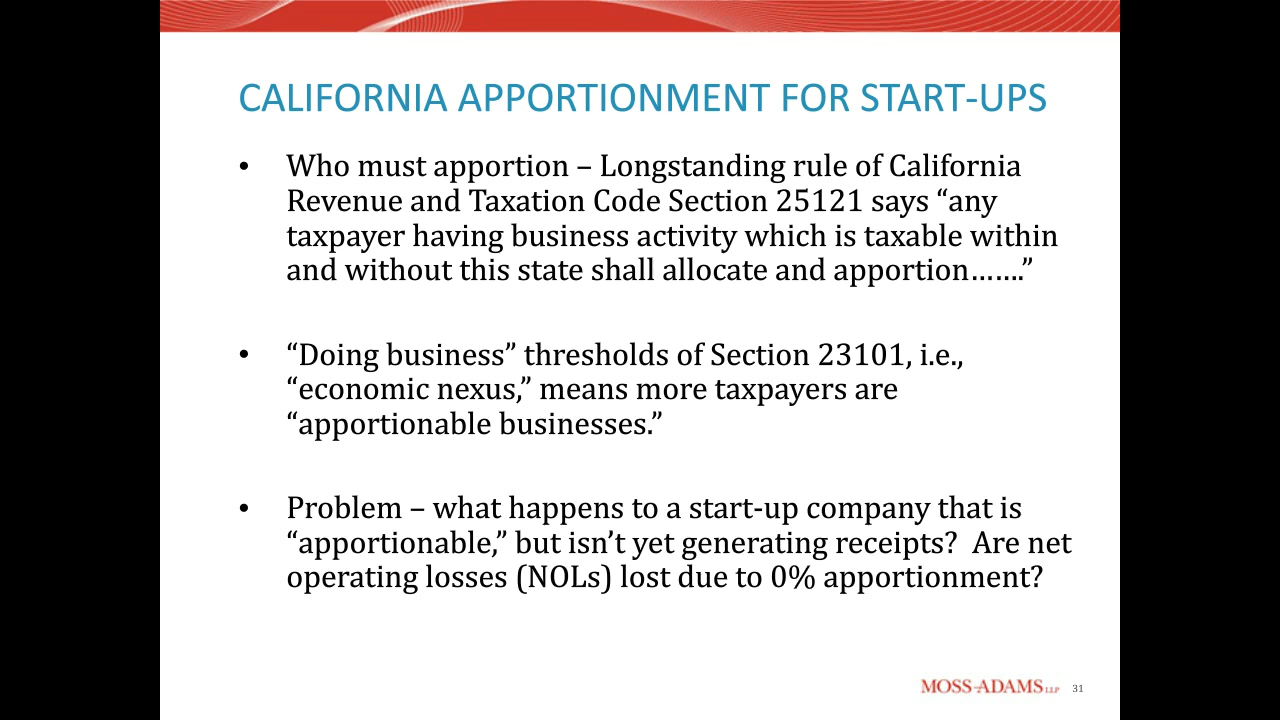 CALIFORNIA APPORTIONMENT FOR START-UPS
• Who must apportion – Longstanding rule of California
Revenue and Taxation Code Section 25121 says “any
taxpayer having business activity which is taxable within
and without this state shall allocate and apportion…….”
• “Doing business” thresholds of Section 23101, i.e.,
“economic nexus,” means more taxpayers are
“apportionable businesses.”
• Problem – what happens to a start-up company that is
“apportionable,” but isn’t yet generating receipts?  Are net
operating losses (NOLs) lost due to 0% apportionment?
MOSS-ADAMS LLP 31